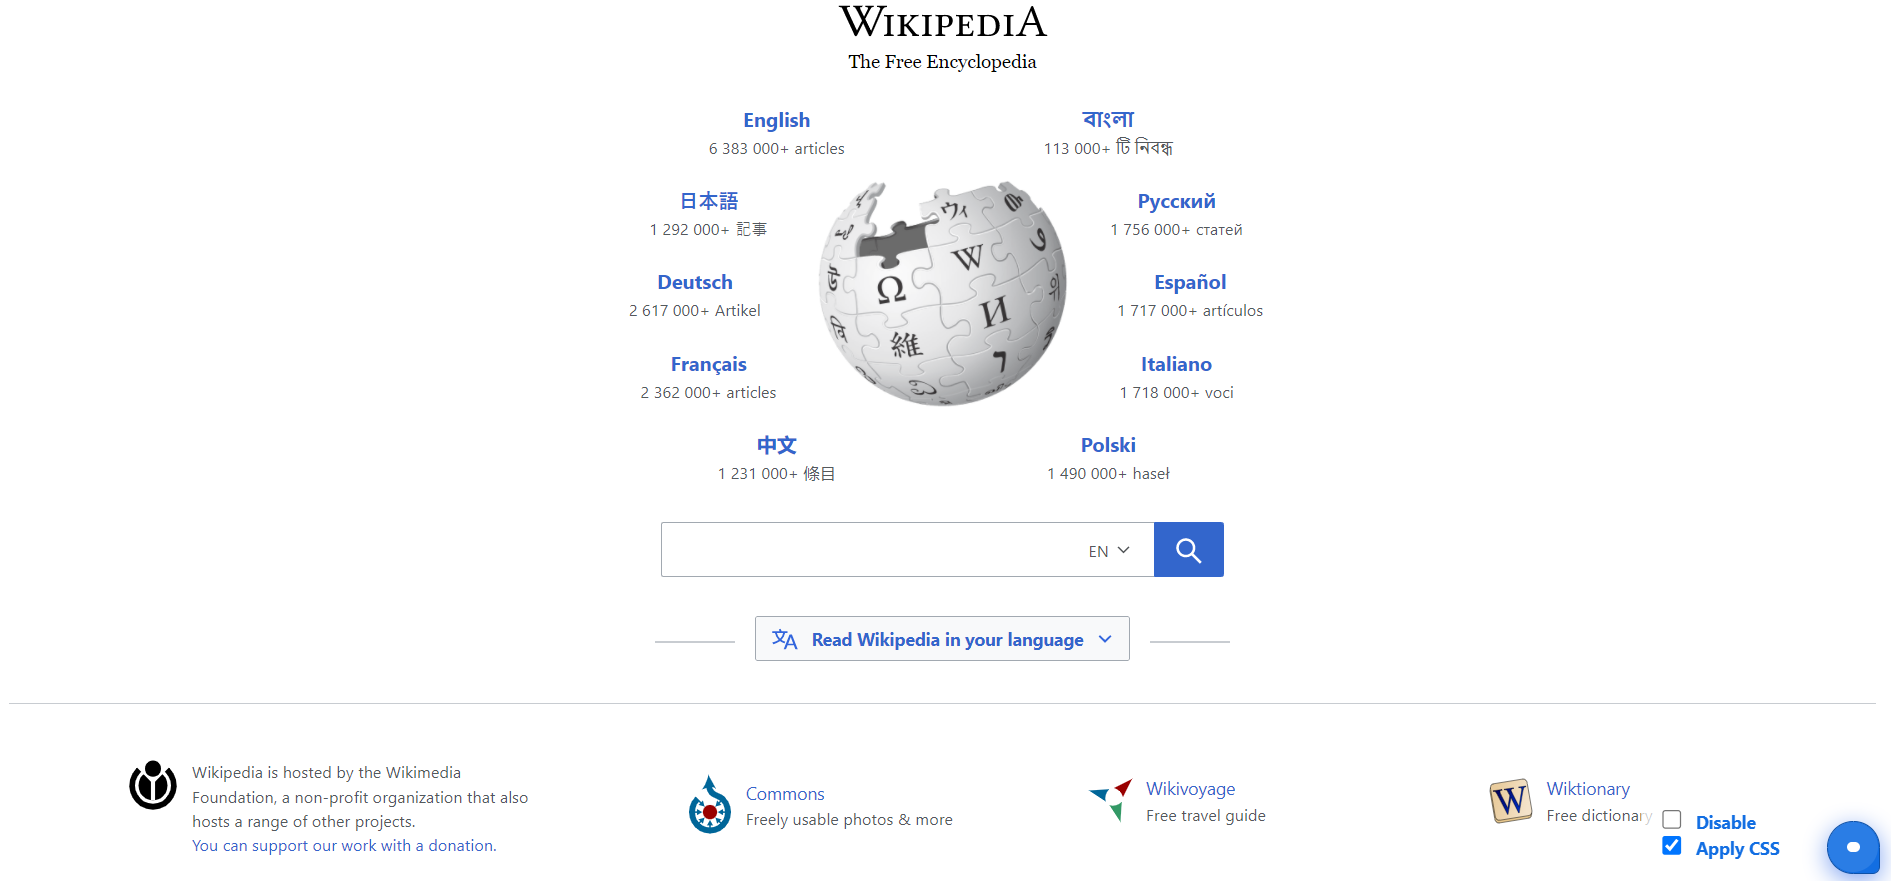 WIKIPEDIA
The Free Encyclopedia
English
6 383 000+ articles
বাংলা
113 000+ টি নিবন্ধ
日本語
1 292 000+ 記事
Русский
1 756 000+ статей
Deutsch
2 617 000+ Artikel
Español
1 717 000+ artículos
Français
2 362 000+ articles
Italiano
1 718 000+ voci
中文
1 231 000+ 條目
Polski
1 490 000+ haseł
Ω
W
И
維
ウィ
EN
Read Wikipedia in your language
Wikipedia is hosted by the Wikimedia
Foundation, a non-profit organization that also
hosts a range of other projects.
You can support our work with a donation.
Commons
Freely usable photos & more
Wikivoyage
Free travel guide
W
Wiktionary
Free dictionary
Disable
Apply CSS